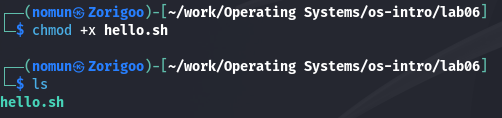 ┌──(nomun㉿Zorigoo)-[~/work/Operating Systems/os-intro/lab06]
└─$ chmod +x hello.sh
┌──(nomun㉿Zorigoo)-[~/work/Operating Systems/os-intro/lab06]
└─$ ls
hello.sh